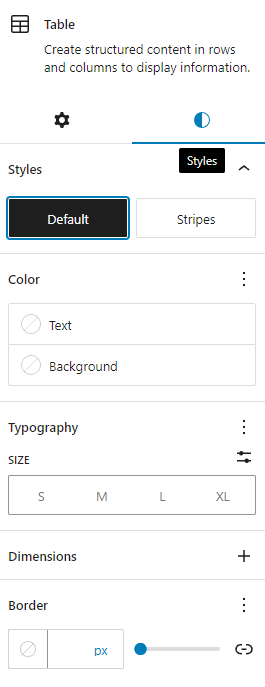 Table
Create structured content in rows
and columns to display information.
Styles
Styles
Default Stripes
Color
Text
Background
Typography
SIZE
S M L XL
Dimensions
Border
px